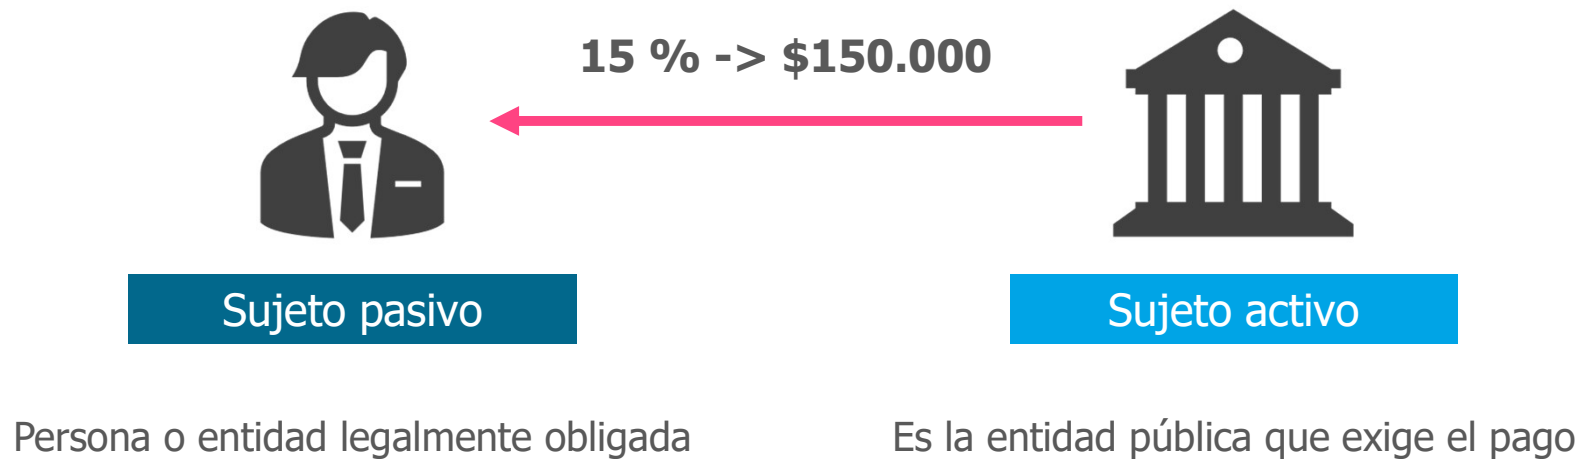 15 % -> $150.000
Sujeto pasivo
Sujeto activo
Persona o entidad legalmente obligada
Es la entidad pública que exige el pago